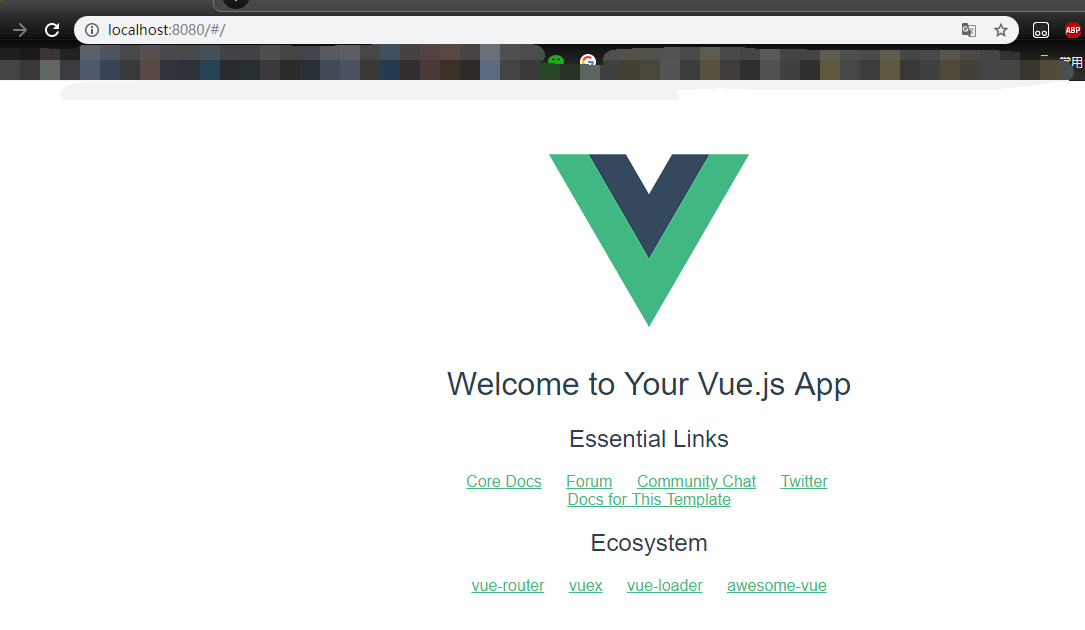 localhost:8080/#/
ABP
用
Welcome to Your Vue.js App
Essential Links
Core Docs Forum Community Chat Twitter
Docs for This Template
Ecosystem
vue-router vuex vue-loader awesome-vue